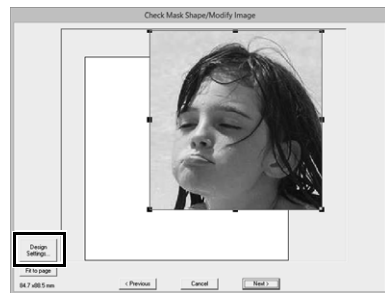 Check Mask Shape/Modify Image
Design
Settings...
Fit to page
84.7 x88.5 mm
< Previous
Cancel
Next >